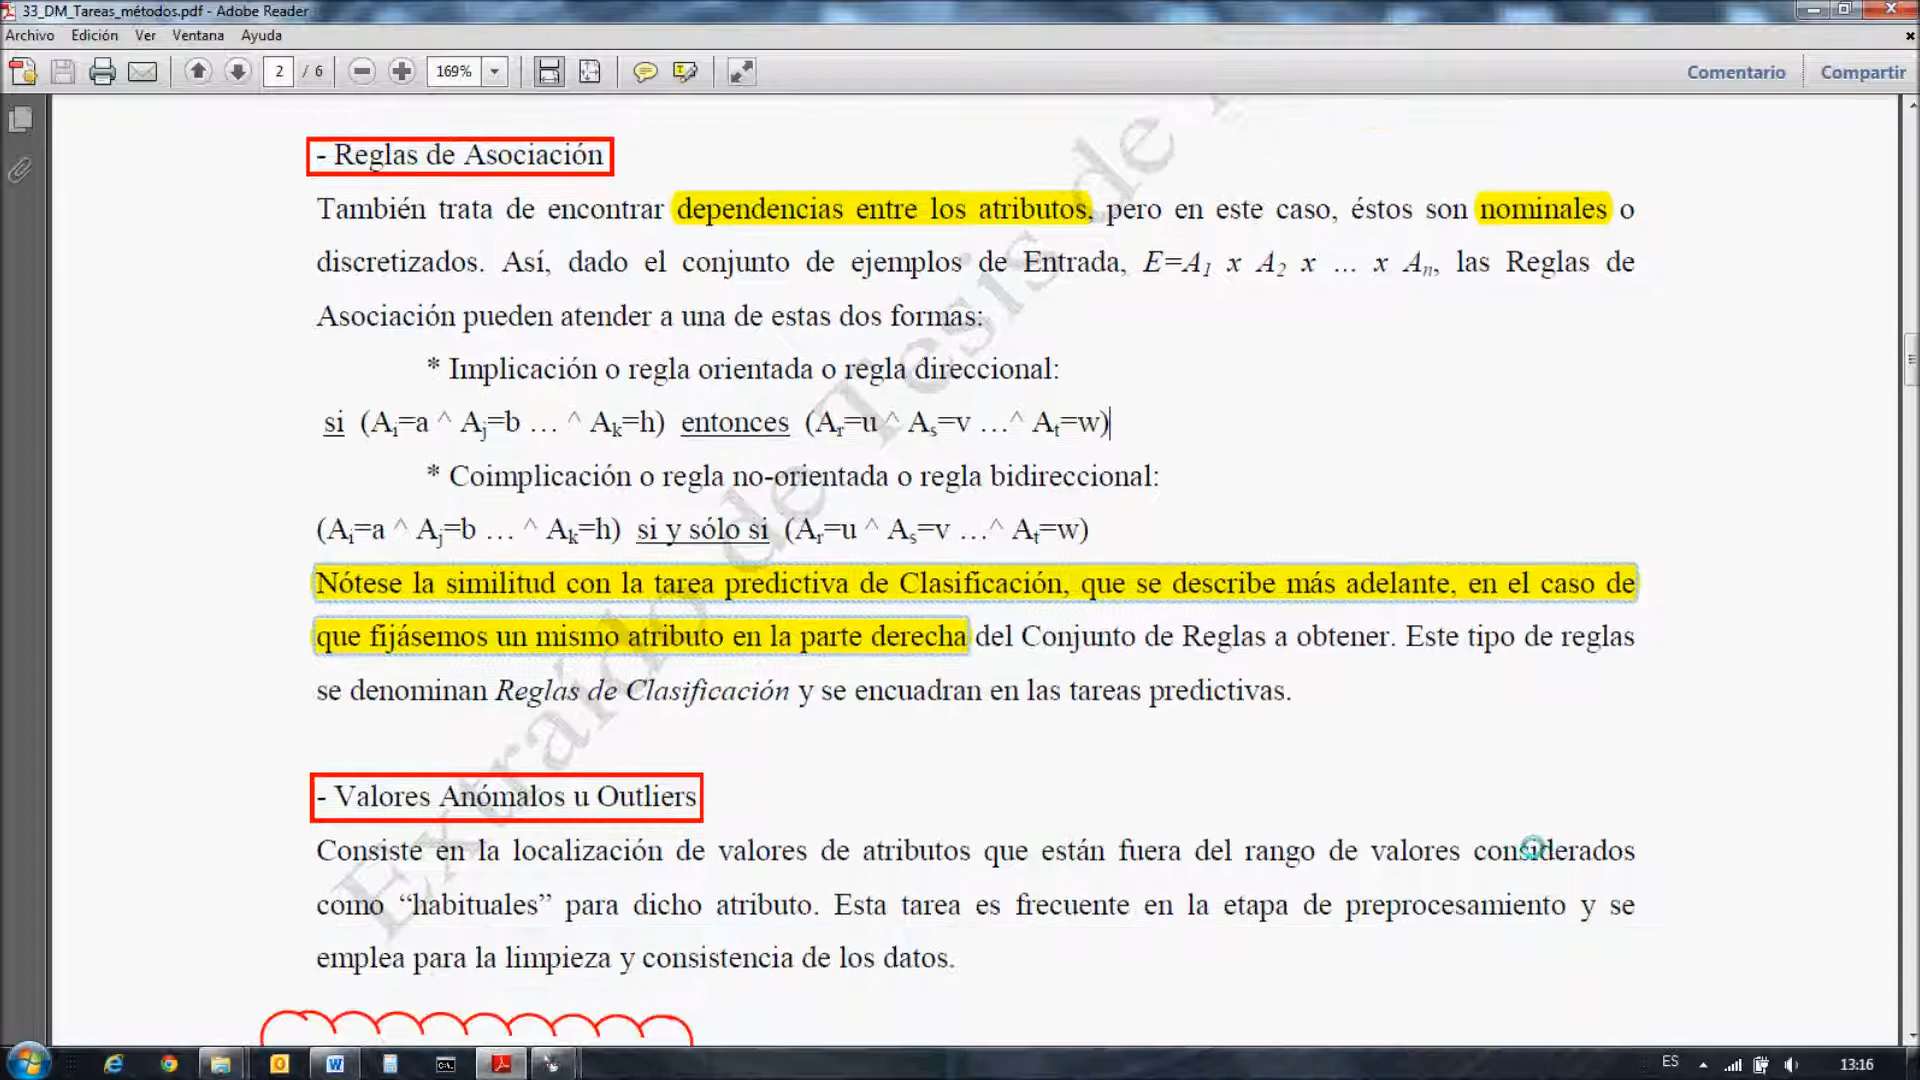 33_DM_Tareas_métodos.pdf - Adobe Reader
Archivo Edición Ver Ventana Ayuda
2 / 6 169% Comentario Compartir
- Reglas de Asociación
También trata de encontrar dependencias entre los atributos, pero en este caso, éstos son nominales o
discretizados. Así, dado el conjunto de ejemplos de Entrada, E=A1 x A2 x ... x An, las Reglas de
Asociación pueden atender a una de estas dos formas:
* Implicación o regla orientada o regla direccional:
si (Ai=a ^ Aj=b … ^ Ak=h) entonces (Ar=u ^ As=v …^ At=w)
* Coimplicación o regla no-orientada o regla bidireccional:
(Ai=a ^ Aj=b … ^ Ak=h) si y sólo si (Ar=u ^ As=v …^ At=w)
Nótese la similitud con la tarea predictiva de Clasificación, que se describe más adelante, en el caso de
que fijásemos un mismo atributo en la parte derecha del Conjunto de Reglas a obtener. Este tipo de reglas
se denominan Reglas de Clasificación y se encuadran en las tareas predictivas.
- Valores Anómalos u Outliers
Consiste en la localización de valores de atributos que están fuera del rango de valores considerados
como “habituales” para dicho atributo. Esta tarea es frecuente en la etapa de preprocesamiento y se
emplea para la limpieza y consistencia de los datos.
Extraído de Tesis de
ES 13:16